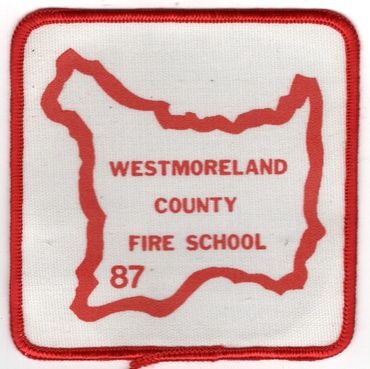 WESTMORELAND
COUNTY
FIRE SCHOOL
87